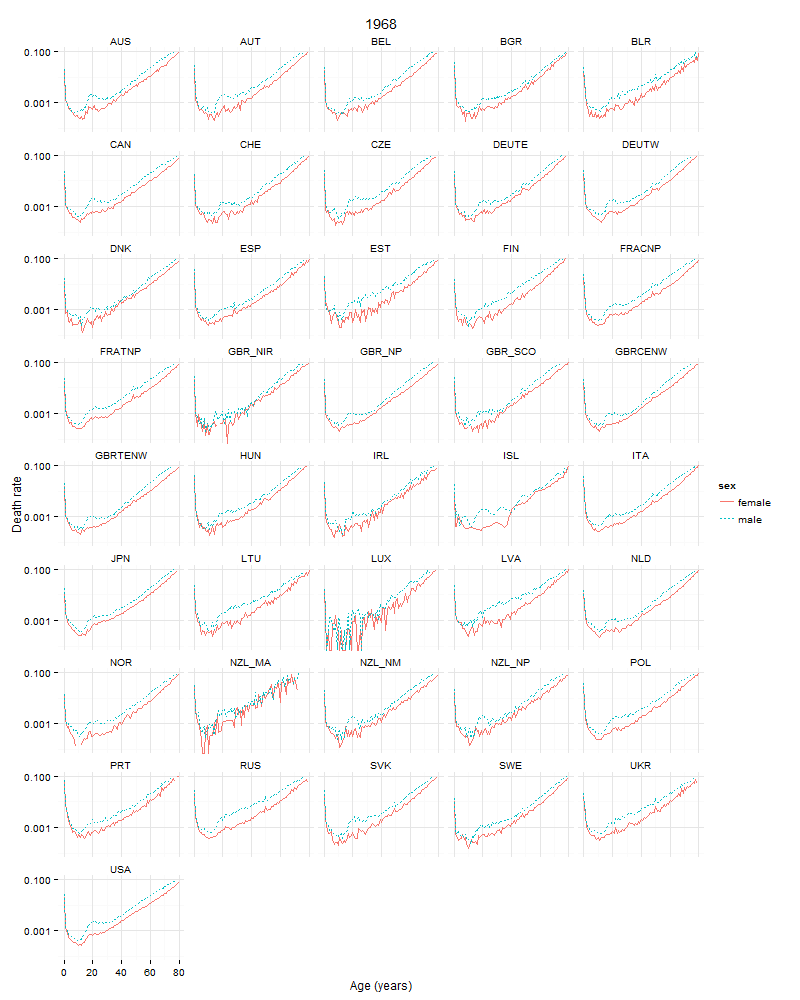 1968
AUS AUT BEL BGR BLR
0.100
0.001
CAN CHE CZE DEUTE DEUTW
0.100
0.001
DNK ESP EST FIN FRACNP
0.100
0.001
FRATNP GBR_NIR GBR_NP GBR_SCO GBRCENW
0.100
0.001
GBRTENW HUN IRL ISL ITA
0.100
0.001
Death rate
sex
female
male
JPN LTU LUX LVA NLD
0.100
0.001
NOR NZL_MA NZL_NM NZL_NP POL
0.100
0.001
PRT RUS SVK SWE UKR
0.100
0.001
USA
0.100
0.001
0 20 40 60 80
Age (years)